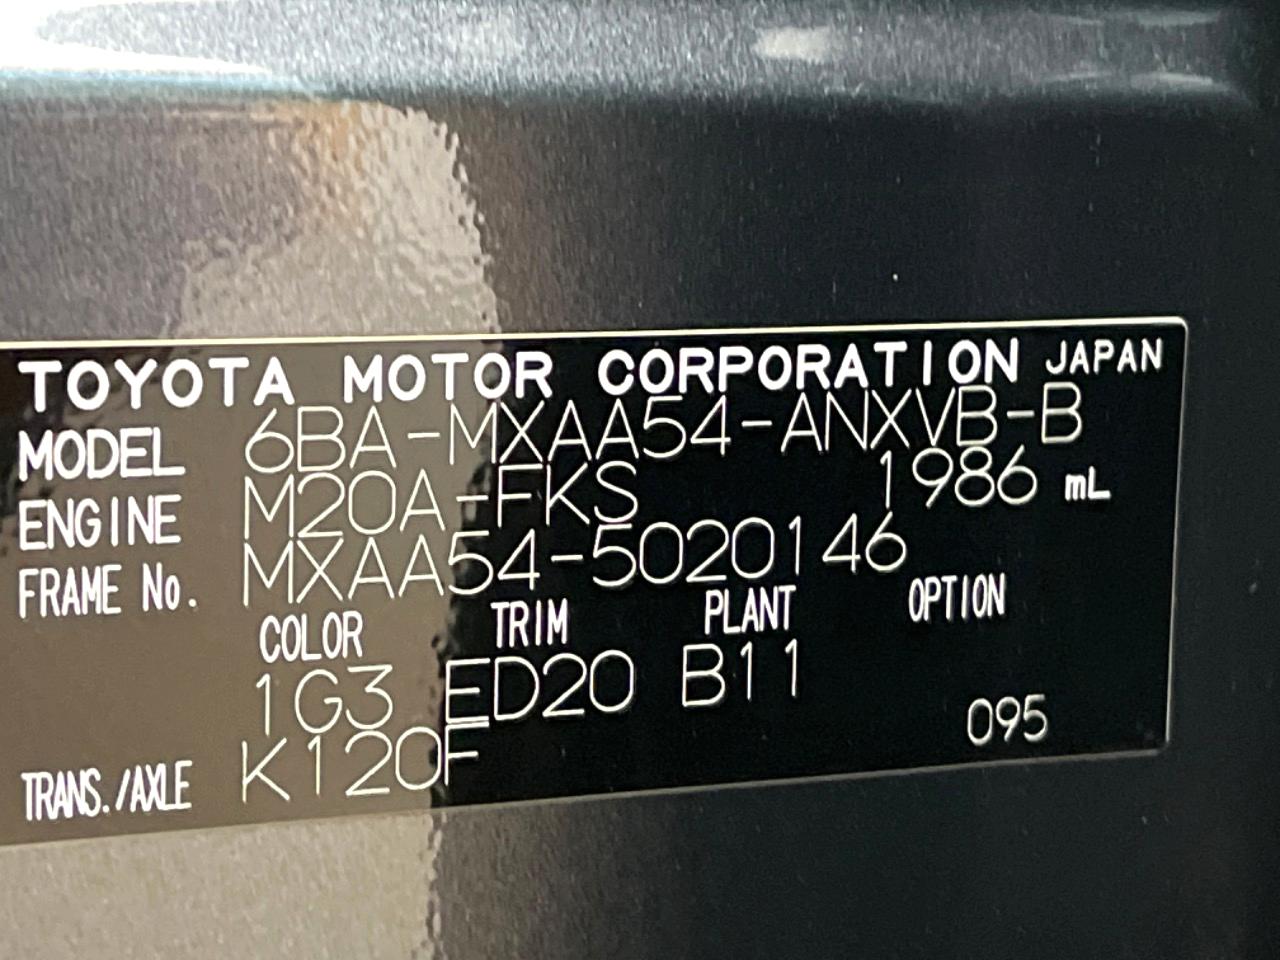 TOYOTA MOTOR CORPORATION JAPAN
MODEL 6BA-MXAA54-ANXVB-B
ENGINE M20A-FKS 1986 mL
FRAME No. MXAA54-5020146
COLOR TRIM PLANT OPTION
1G3 ED20 B11
TRANS./AXLE K120F 095